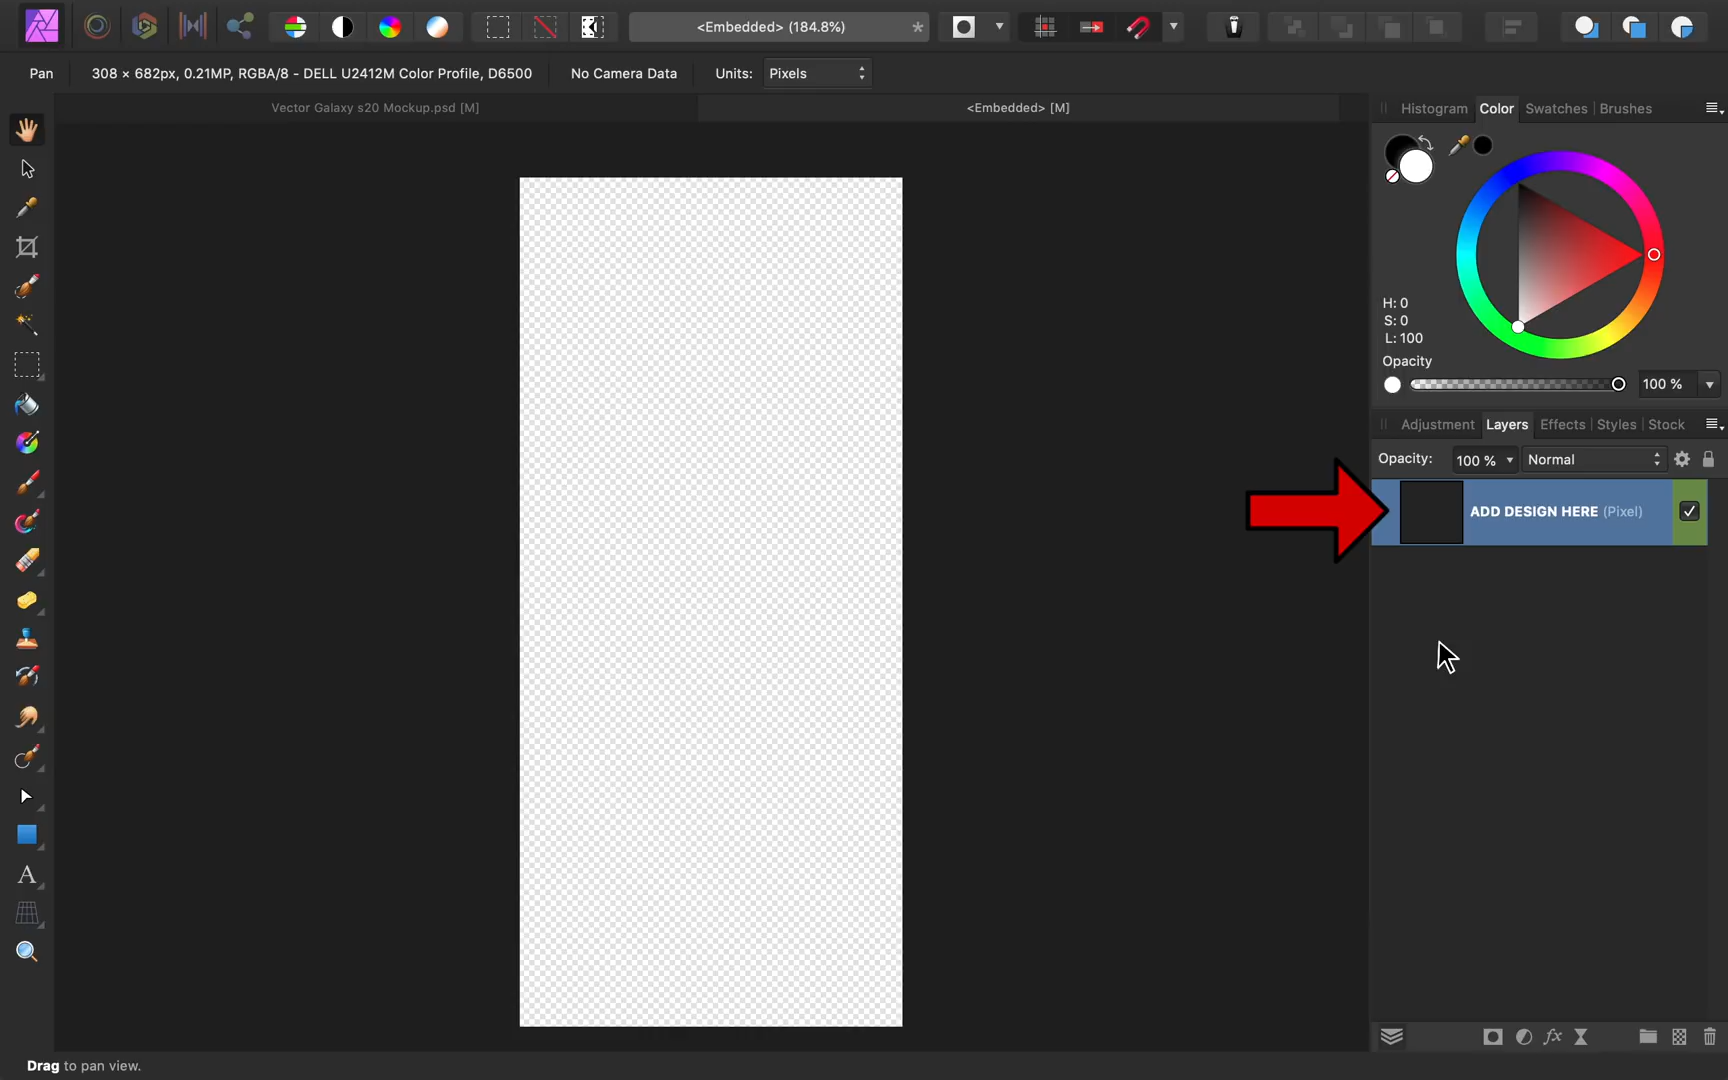 <Embedded> (184.8%)
*
Pan
308 × 682px, 0.21MP, RGBA/8 - DELL U2412M Color Profile, D6500
No Camera Data
Units:
Pixels
Vector Galaxy s20 Mockup.psd [M]
<Embedded> [M]
Histogram
Color
Swatches
Brushes
H: 0
S: 0
L: 100
Opacity
100 %
Adjustment
Layers
Effects
Styles
Stock
Opacity:
100 %
Normal
ADD DESIGN HERE (Pixel)
fx
A
Drag to pan view.